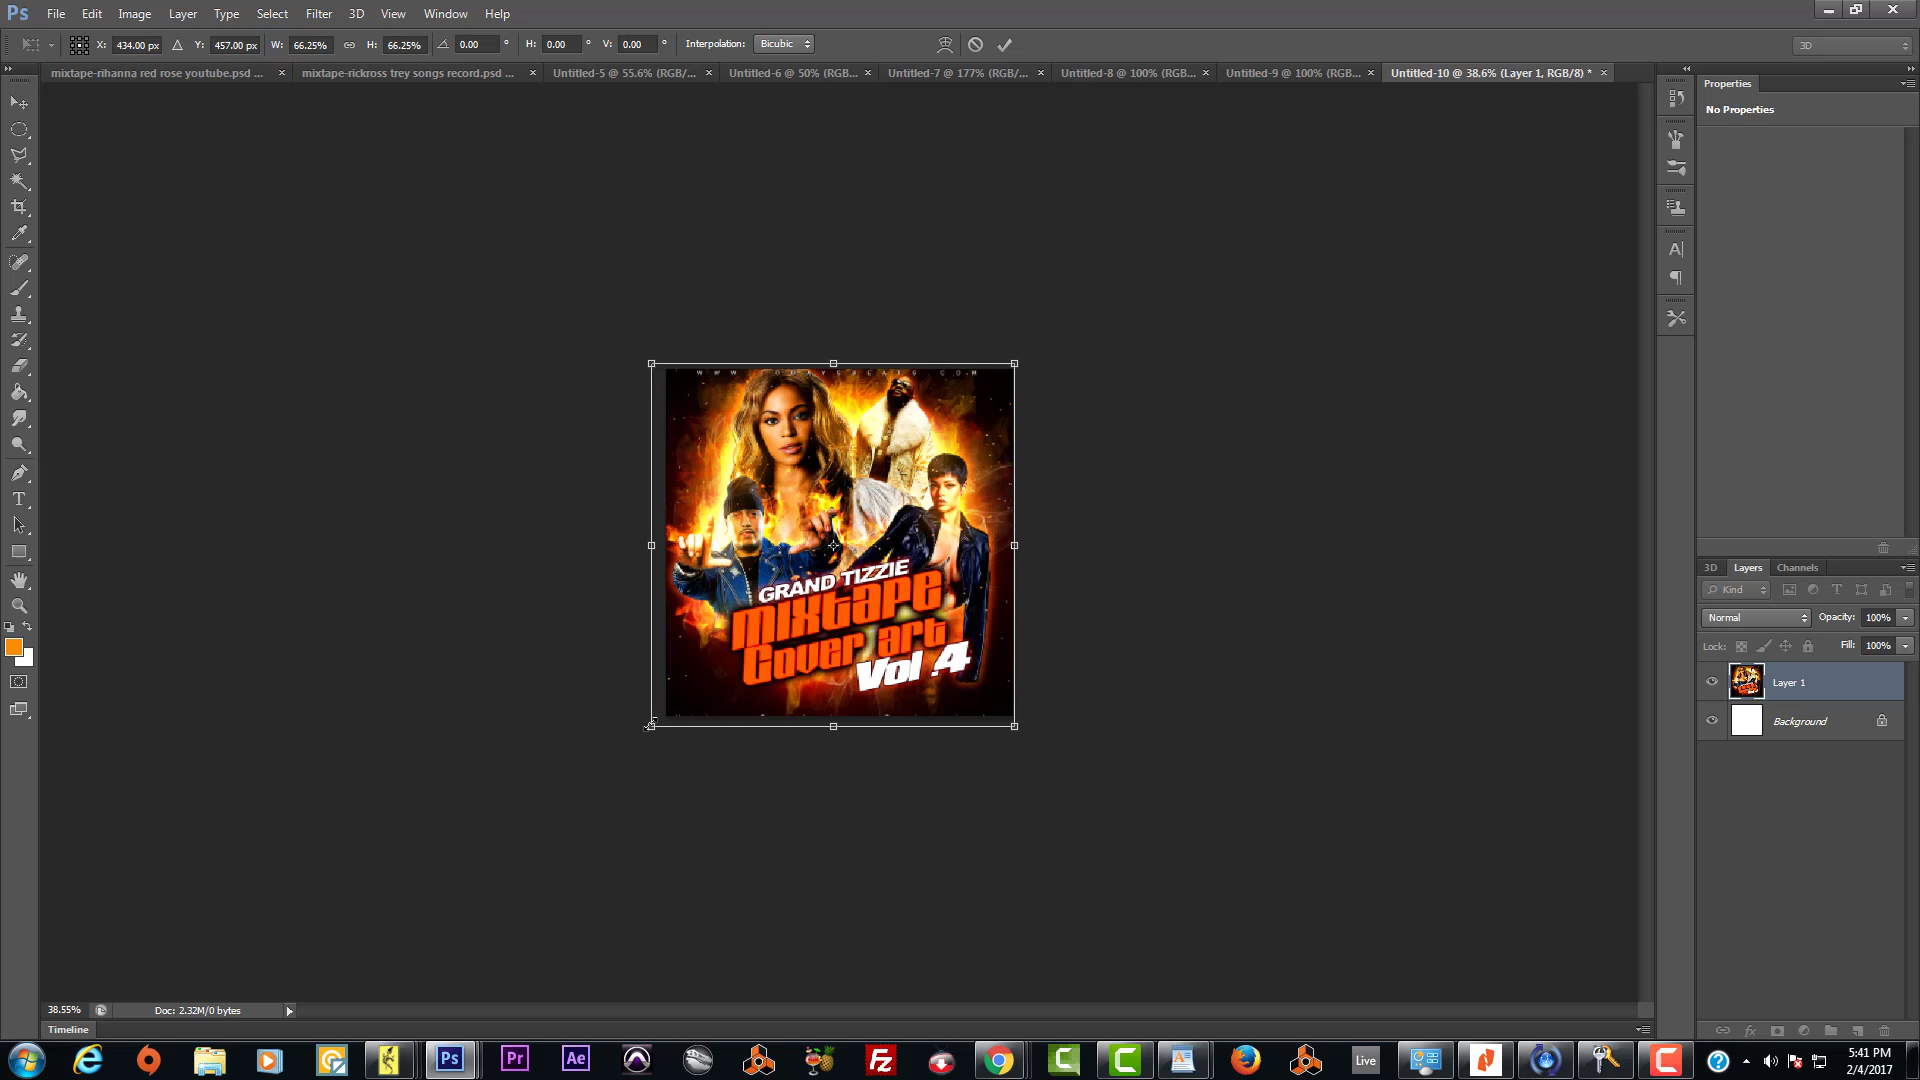 Ps File Edit Image Layer Type Select Filter 3D View Window Help
X: 434.00 px Y: 457.00 px W: 66.25% H: 66.25% 0.00 ° H: 0.00 ° V: 0.00 ° Interpolation: Bicubic 3D
mixtape-rihanna red rose youtube.psd ... × mixtape-rickross trey songs record.psd ... × Untitled-5 @ 55.6% (RGB/... × Untitled-6 @ 50% (RGB... × Untitled-7 @ 177% (RGB/... × Untitled-8 @ 100% (RGB... × Untitled-9 @ 100% (RGB... × Untitled-10 @ 38.6% (Layer 1, RGB/8) * ×
Properties
No Properties
GRAND TIZZIE
mixtape
Cover art
Vol .4
3D Layers Channels
Kind
Normal Opacity: 100%
Lock: Fill: 100%
Layer 1
Background
38.55% Doc: 2.32M/0 bytes
Timeline
Ps Pr Ae Fz Live
5:41 PM
2/4/2017